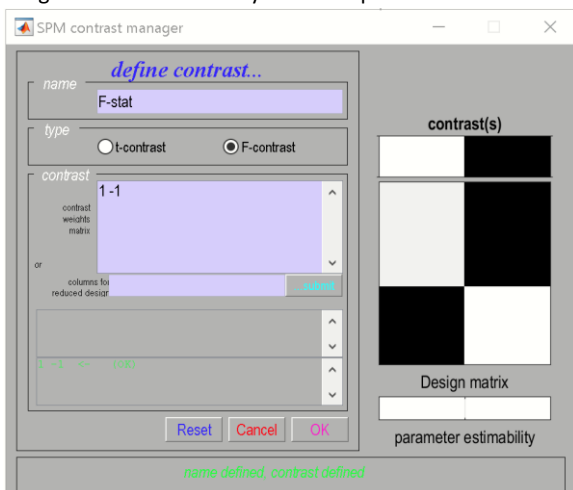 SPM contrast manager
define contrast...
name
F-stat
type
t-contrast
F-contrast
contrast
1 -1
contrast
weights
matrix
or
columns for
reduced design
submit
Reset
Cancel
OK
name defined, contrast defined
contrast(s)
Design matrix
parameter estimability